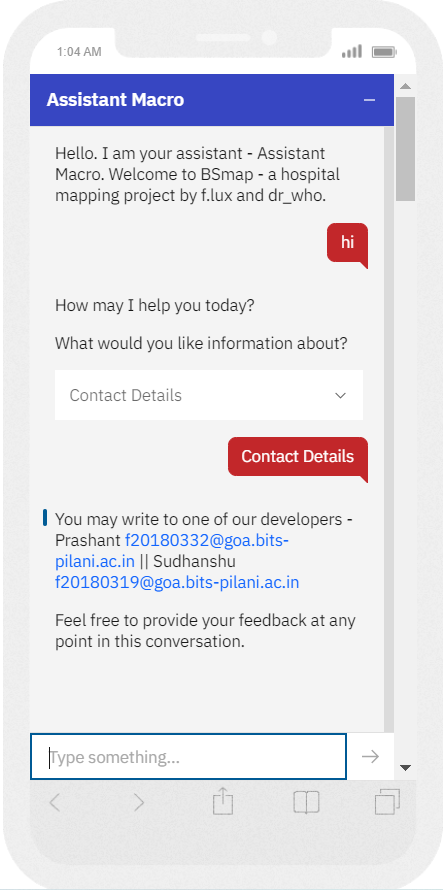 1:04 AM
Assistant Macro
Hello. I am your assistant - Assistant
Macro. Welcome to BSmap - a hospital
mapping project by f.lux and dr_who.
hi
How may I help you today?
What would you like information about?
Contact Details
Contact Details
You may write to one of our developers -
Prashant f20180332@goa.bits-
pilani.ac.in || Sudhanshu
f20180319@goa.bits-pilani.ac.in
Feel free to provide your feedback at any
point in this conversation.
Type something...